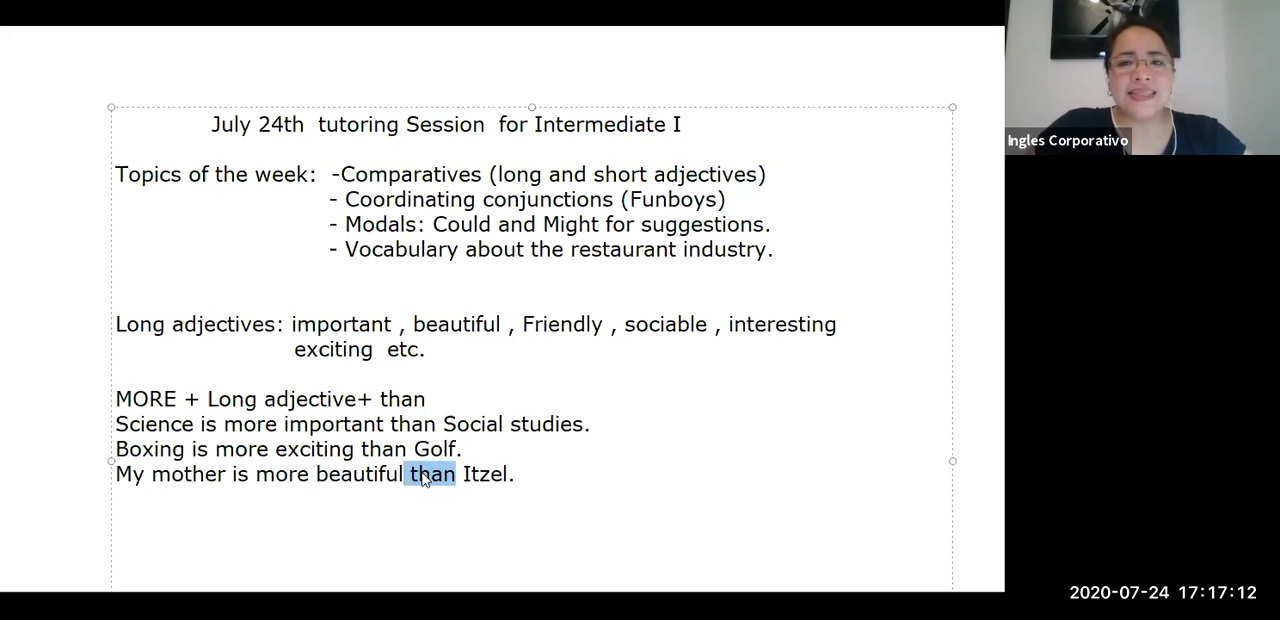 July 24th tutoring Session for Intermediate I
Topics of the week: -Comparatives (long and short adjectives)
- Coordinating conjunctions (Funboys)
- Modals: Could and Might for suggestions.
- Vocabulary about the restaurant industry.
Long adjectives: important , beautiful , Friendly , sociable , interesting
exciting etc.
MORE + Long adjective+ than
Science is more important than Social studies.
Boxing is more exciting than Golf.
My mother is more beautiful than Itzel.
Ingles Corporativo
2020-07-24 17:17:12